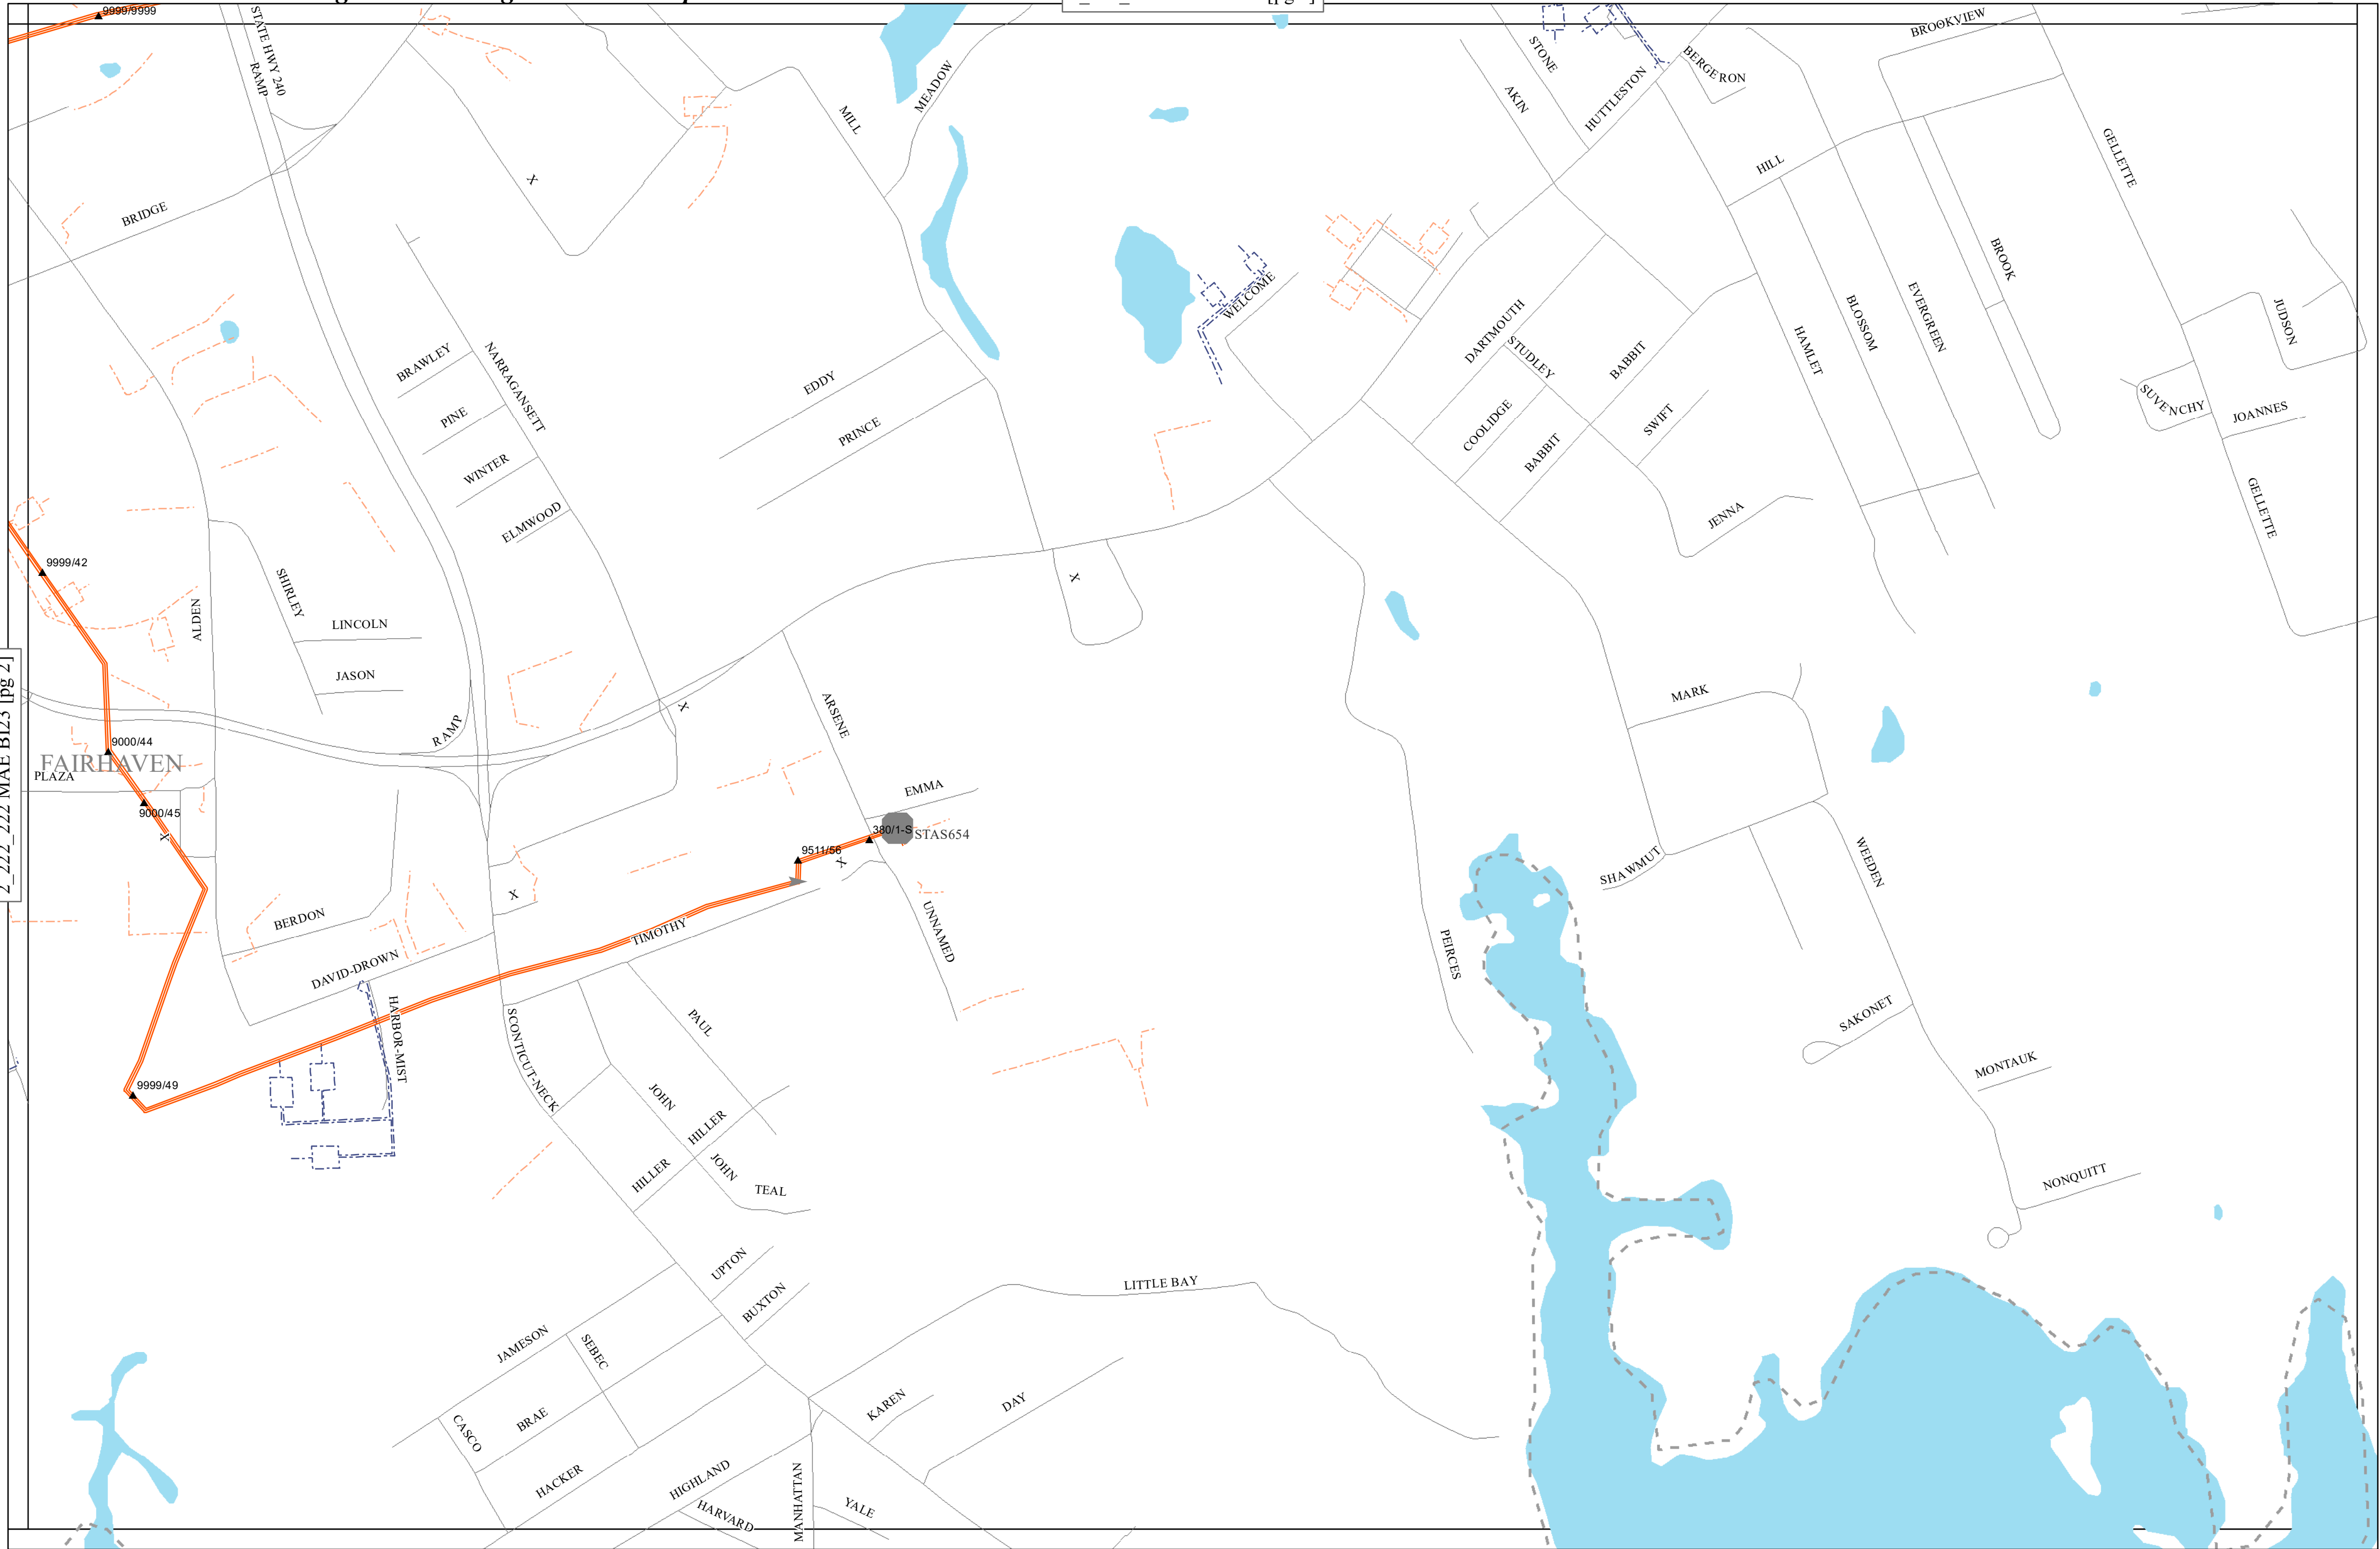 9999/9999
STATE HWY 240
RAMP
BROOKVIEW
STONE
BERGERON
HUTTLESTON
AKIN
MEADOW
MILL
X
GELLETTE
HILL
BRIDGE
BROOK
WELCOME
JUDSON
EVERGREEN
BLOSSOM
HAMLET
DARTMOUTH
STUDLEY
BABBIT
BRAWLEY
NARRAGANSETT
EDDY
PINE
PRINCE
COOLIDGE
BABBIT
SWIFT
SUVENCHY
JOANNES
WINTER
ELMWOOD
JENNA
GELLETTE
9999/42
SHIRLEY
X
ALDEN
LINCOLN
JASON
MARK
ARSENE
X
RAMP
9000/44
FAIRHAVEN
PLAZA
2_222_222 MAE B123 [pg 2]
9000/45
X
EMMA
380/1-S
STAS654
9511/56
X
SHAWMUT
WEEDEN
X
BERDON
UNNAMED
TIMOTHY
PEIRCES
DAVID-DROWN
HARBOR-MIST
SCONTICUT-NECK
PAUL
SAKONET
MONTAUK
9999/49
JOHN
HILLER
HILLER
JOHN
TEAL
NONQUITT
UPTON
LITTLE BAY
BUXTON
JAMESON
SEBEC
KAREN
DAY
BRAE
CASCO
HACKER
HIGHLAND
MANHATTAN
HARVARD
YALE